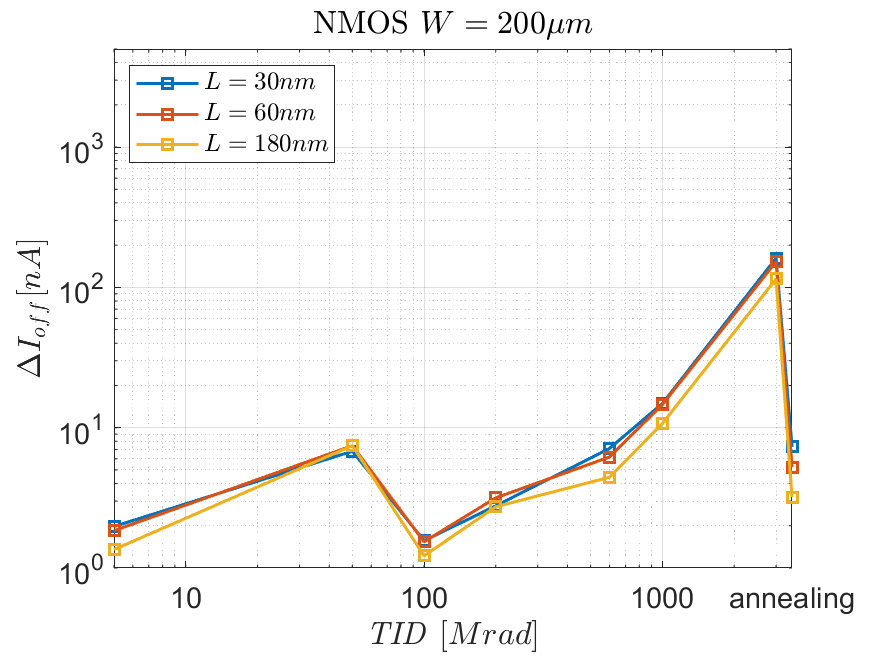 NMOS W = 200μm
L = 30nm
L = 60nm
L = 180nm
10³
10²
10¹
10⁰
ΔI_off [nA]
10 100 1000 annealing
TID [Mrad]